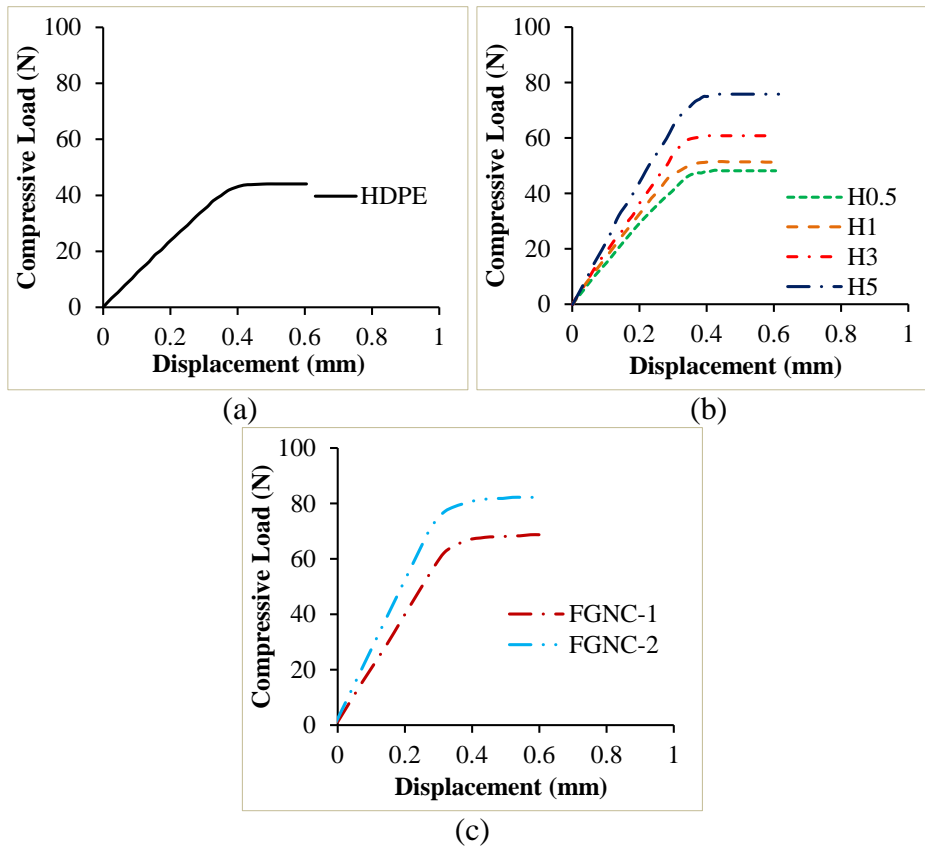 Compressive Load (N)
100
80
60
40
20
0
HDPE
0 0.2 0.4 0.6 0.8 1
Displacement (mm)
(a)
Compressive Load (N)
100
80
60
40
20
0
H0.5
H1
H3
H5
0 0.2 0.4 0.6 0.8 1
Displacement (mm)
(b)
Compressive Load (N)
100
80
60
40
20
0
FGNC-1
FGNC-2
0 0.2 0.4 0.6 0.8 1
Displacement (mm)
(c)